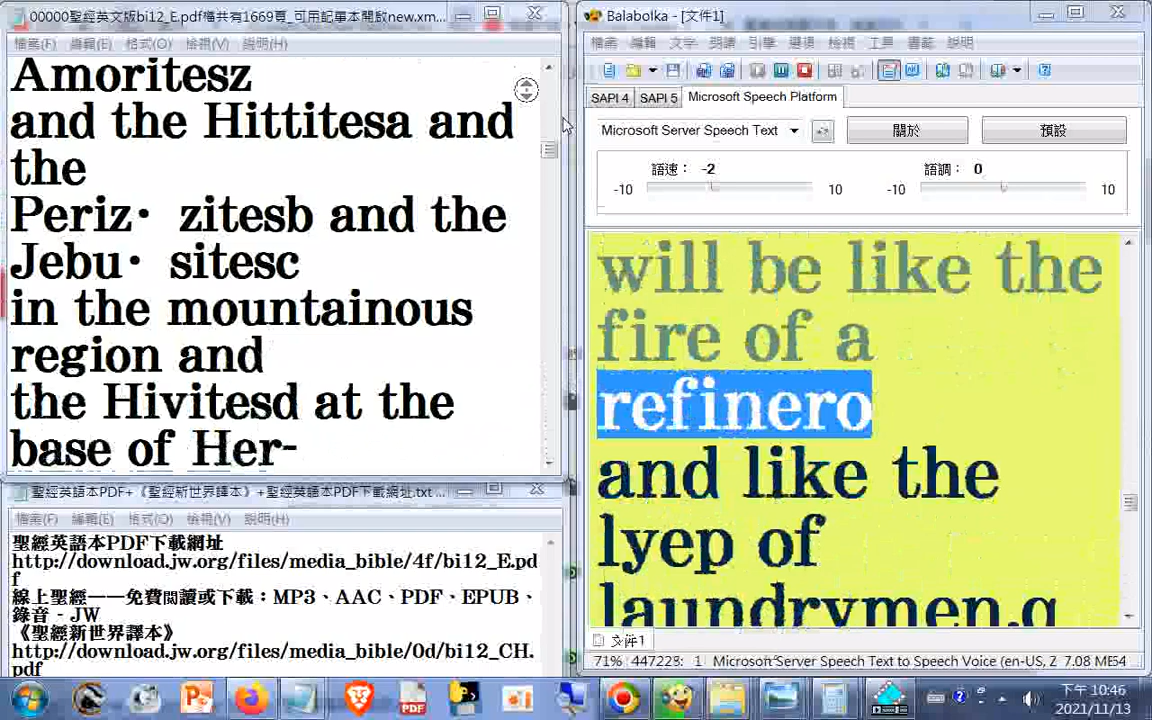 00000聖經英文版bi12_E.pdf檔共有1669頁_可用記事本開啟new.xm...
檔案(F) 編輯(E) 格式(O) 檢視(V) 說明(H)
Amoritesz
and the Hittitesa and
the
Periz· zitesb and the
Jebu· sitesc
in the mountainous
region and
the Hivitesd at the
base of Her-
聖經英語本PDF+《聖經新世界譯本》+聖經英語本PDF下載網址.txt ...
檔案(F) 編輯(E) 格式(O) 檢視(V) 說明(H)
聖經英語本PDF下載網址
http://download.jw.org/files/media_bible/4f/bi12_E.pd
f
線上聖經——免費閱讀或下載：MP3、AAC、PDF、EPUB、
錄音 - JW
《聖經新世界譯本》
http://download.jw.org/files/media_bible/0d/bi12_CH.
pdf
Balabolka - [文件1]
檔案 編輯 文字 朗讀 引擎 選項 檢視 工具 書籤 說明
SAPI 4 SAPI 5 Microsoft Speech Platform
Microsoft Server Speech Text 關於 預設
語速： -2 語調： 0
-10 10 -10 10
will be like the
fire of a
refinero
and like the
lyep of
laundrymen.q
文件1
71% 447223: 1 Microsoft Server Speech Text to Speech Voice (en-US, Z 7.08 ME54
PDF
下午 10:46
2021/11/13